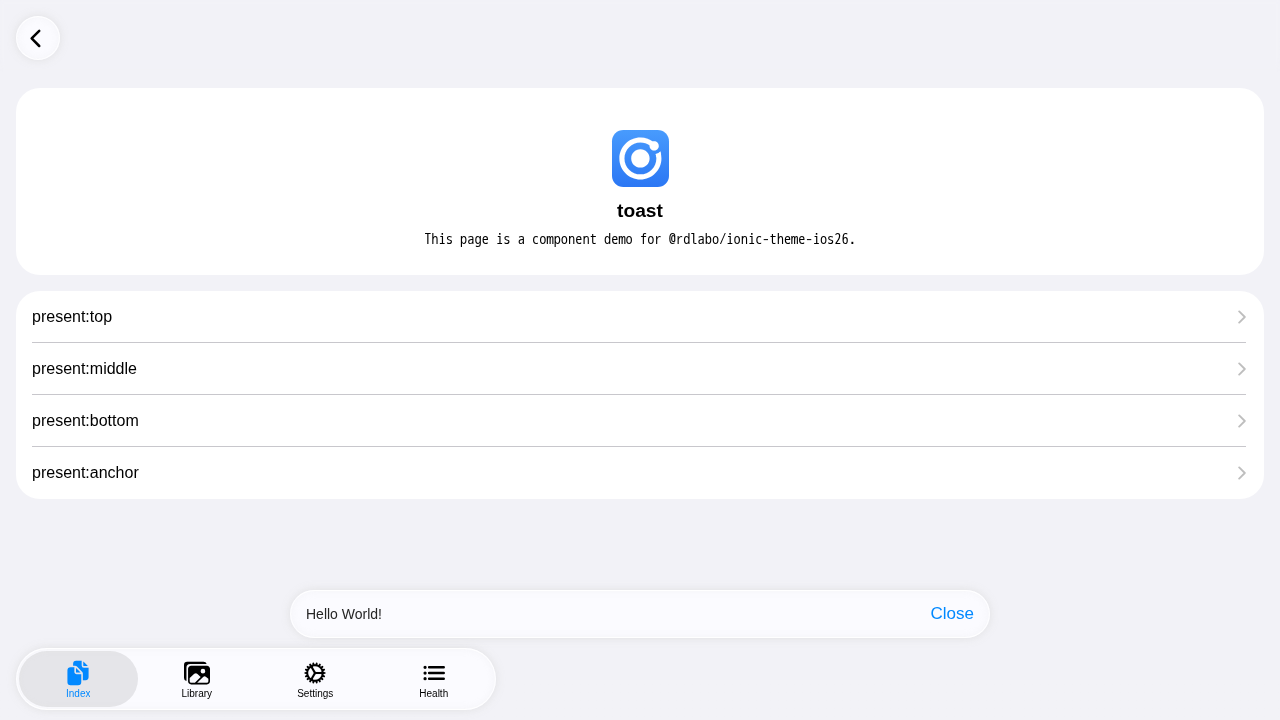 toast
This page is a component demo for @rdlabo/ionic-theme-ios26.
present:top
present:middle
present:bottom
present:anchor
Hello World!
Close
Index
Library
Settings
Health